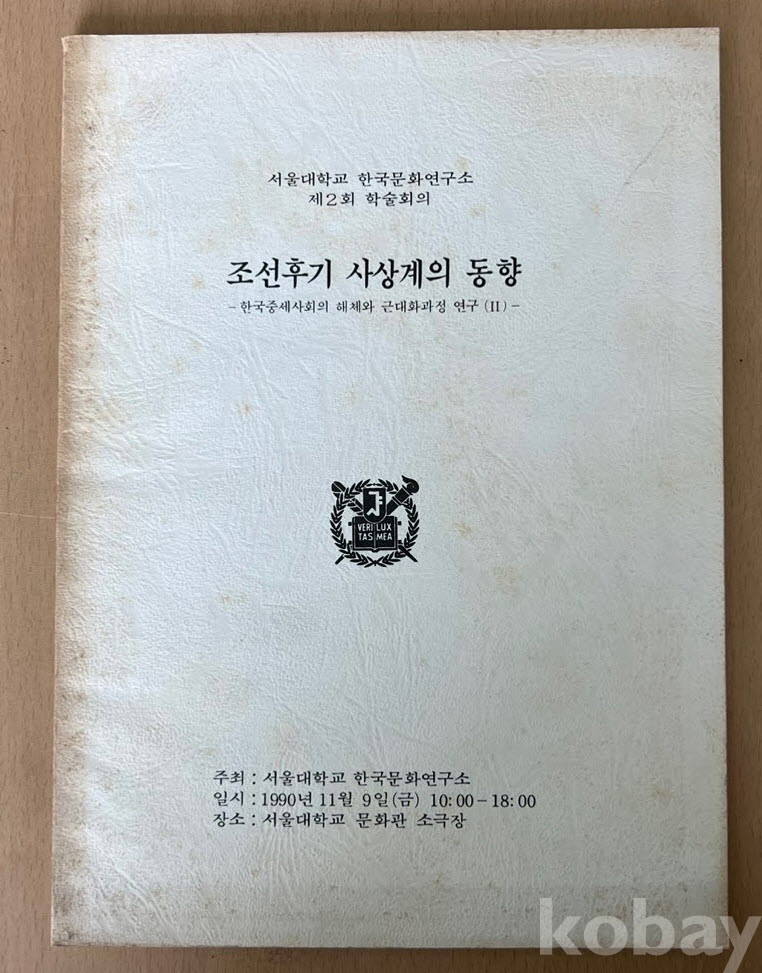 서울대학교 한국문화연구소
제2회 학술회의
조선후기 사상계의 동향
– 한국중세사회의 해체와 근대화과정 연구 (II) –
VERI LUX
TAS MEA
주최 : 서울대학교 한국문화연구소
일시 : 1990년 11월 9일(금) 10:00 – 18:00
장소 : 서울대학교 문화관 소극장
kobay